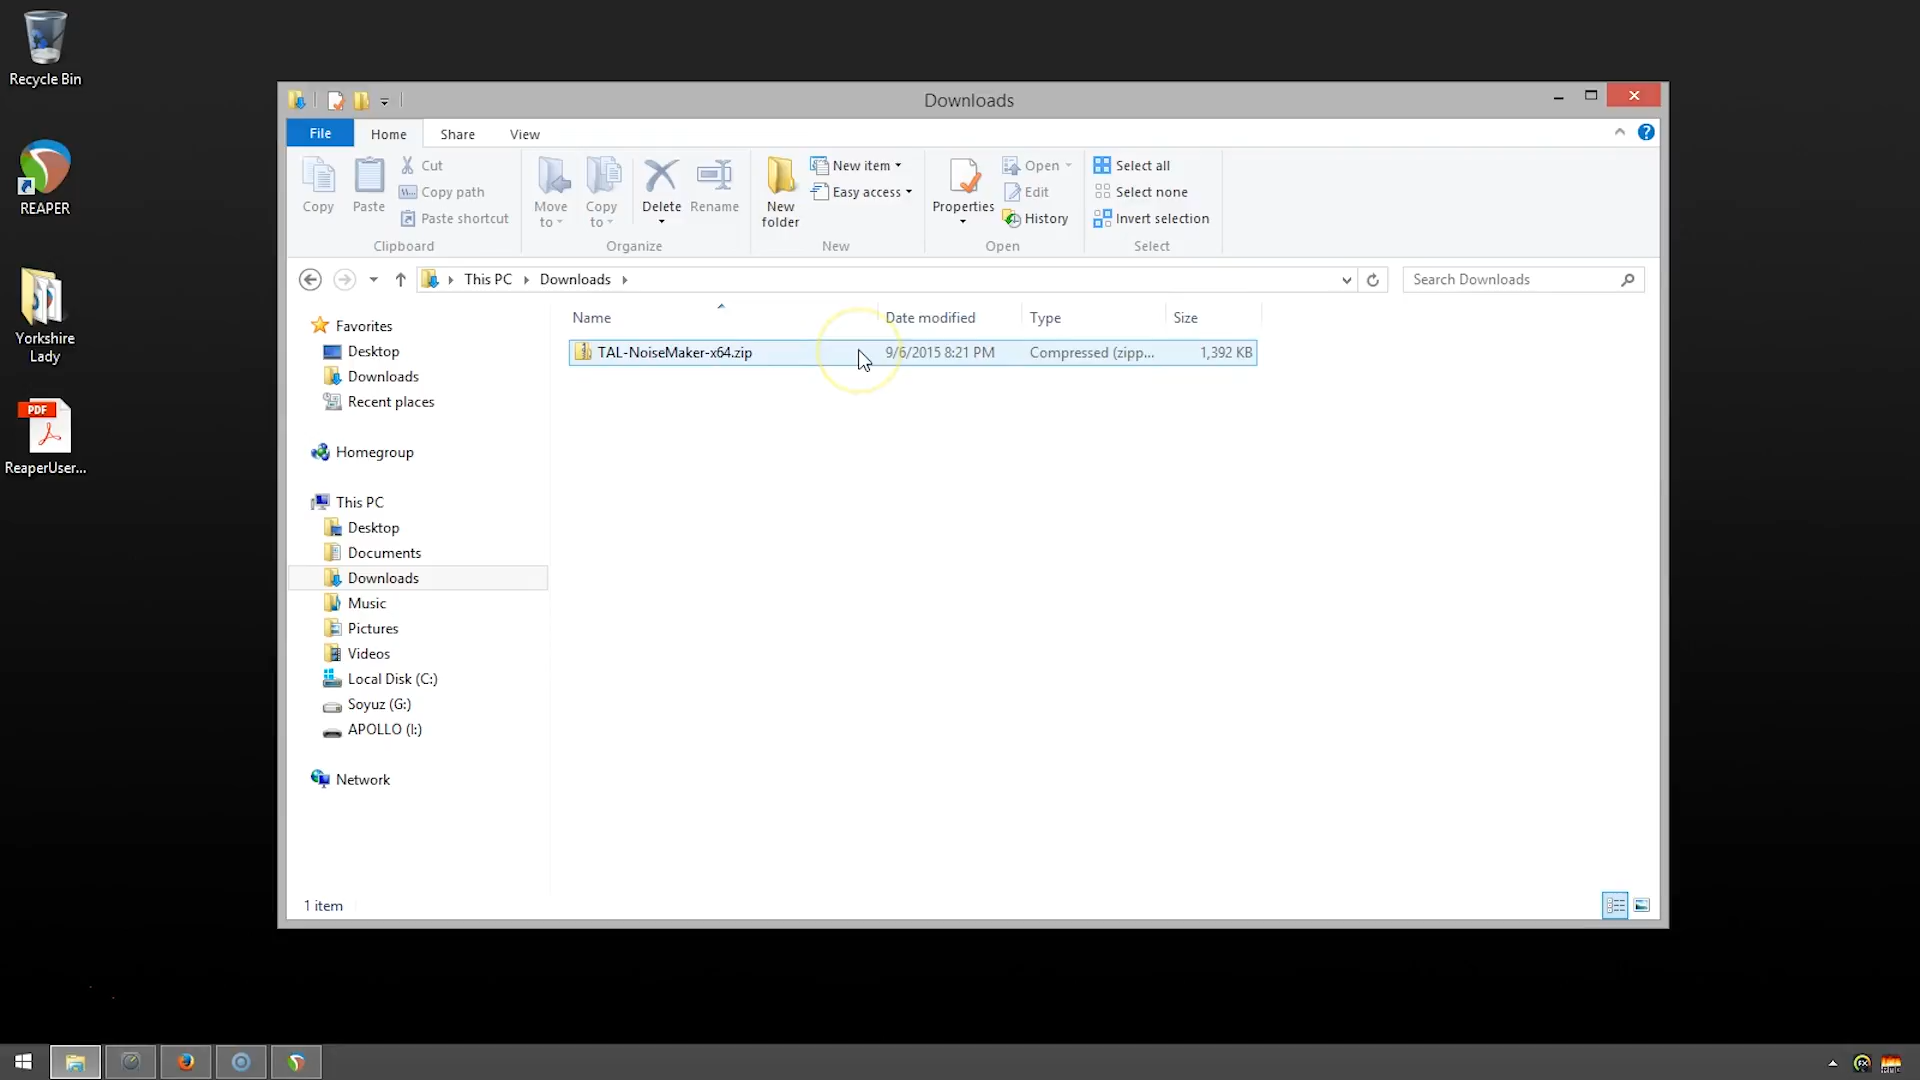 Recycle Bin
REAPER
Yorkshire
Lady
PDF
ReaperUser...
Downloads
File
Home
Share
View
Copy
Paste
Cut
Copy path
Paste shortcut
Clipboard
Move
to
Copy
to
Delete
Rename
Organize
New
folder
New item
Easy access
New
Properties
Open
Edit
History
Open
Select all
Select none
Invert selection
Select
This PC
Downloads
Search Downloads
Name
Date modified
Type
Size
TAL-NoiseMaker-x64.zip
9/6/2015 8:21 PM
Compressed (zipp...
1,392 KB
Favorites
Desktop
Downloads
Recent places
Homegroup
This PC
Desktop
Documents
Downloads
Music
Pictures
Videos
Local Disk (C:)
Soyuz (G:)
APOLLO (I:)
Network
1 item